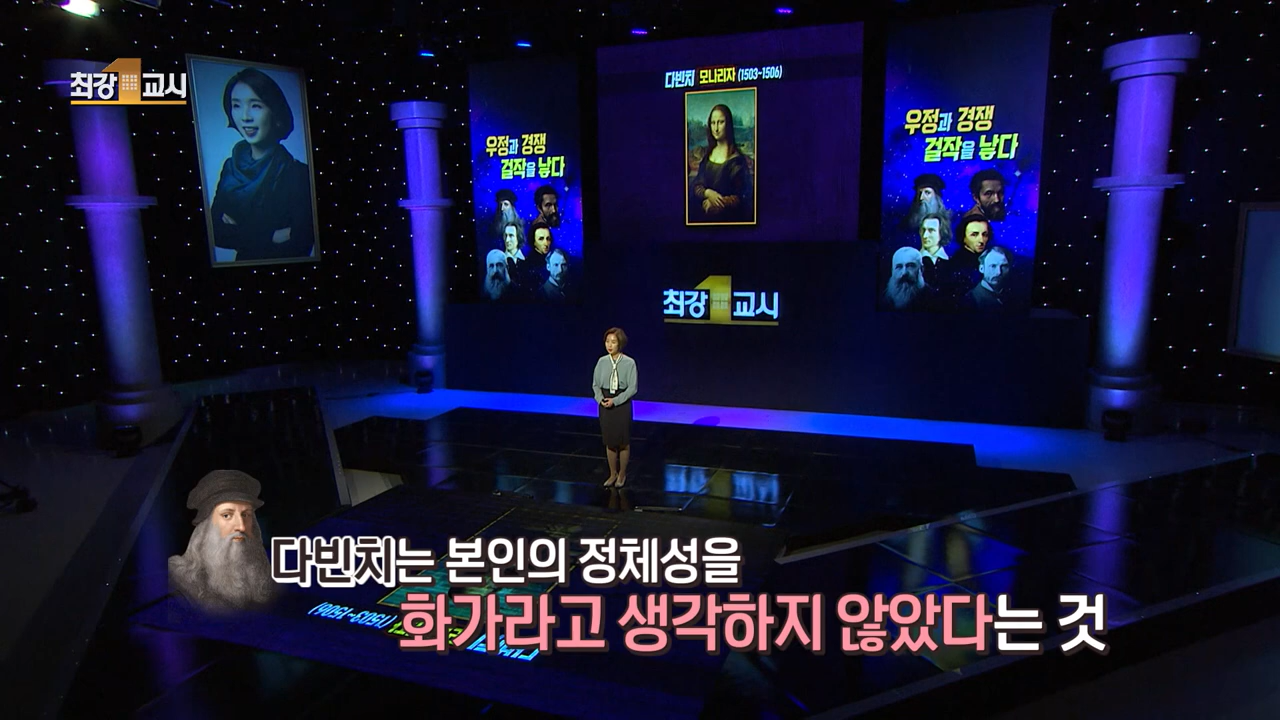 최강1교시
다빈치 모나리자 (1503-1506)
우정과 경쟁
걸작을 낳다
우정과 경쟁
걸작을 낳다
최강1교시
다빈치는 본인의 정체성을
화가라고 생각하지 않았다는 것
(1503-1506)